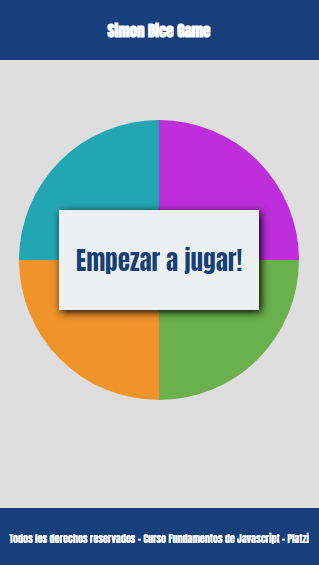 Simon Dice Game
Empezar a jugar!
Todos los derechos reservados - Curso Fundamentos de Javascript - Platzi